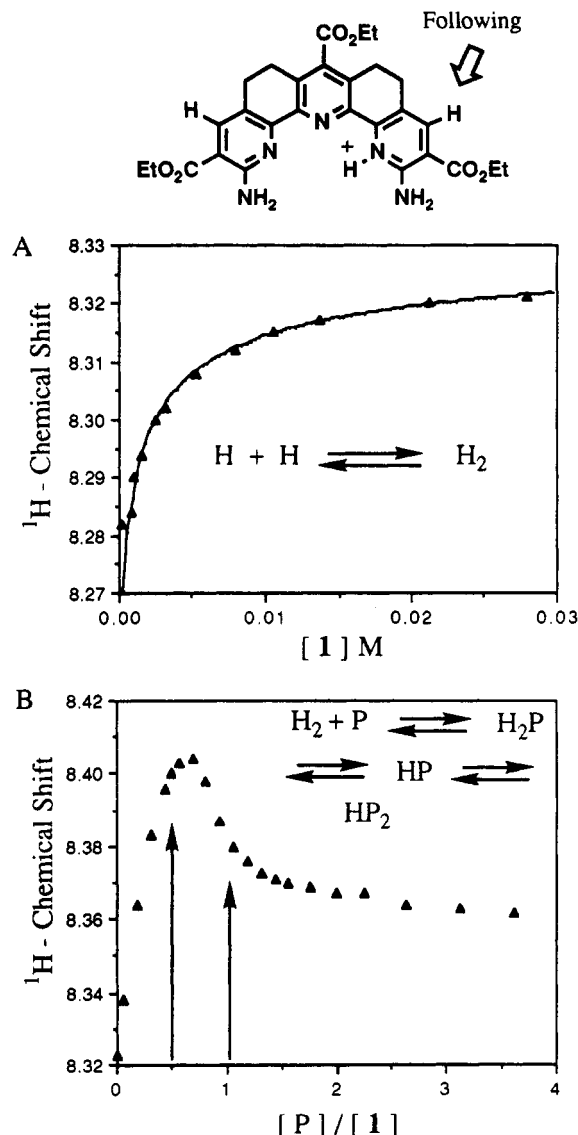 Following
CO₂Et
H
H
N
N
+
N
H
EtO₂C
CO₂Et
NH₂
NH₂
A
8.33
8.32
8.31
8.30
8.29
8.28
8.27
¹H - Chemical Shift
H + H
H₂
0.00
0.01
0.02
0.03
[ 1 ] M
B
8.42
8.40
8.38
8.36
8.34
8.32
¹H - Chemical Shift
H₂ + P
H₂P
HP
HP₂
0
1
2
3
4
[ P ] / [ 1 ]